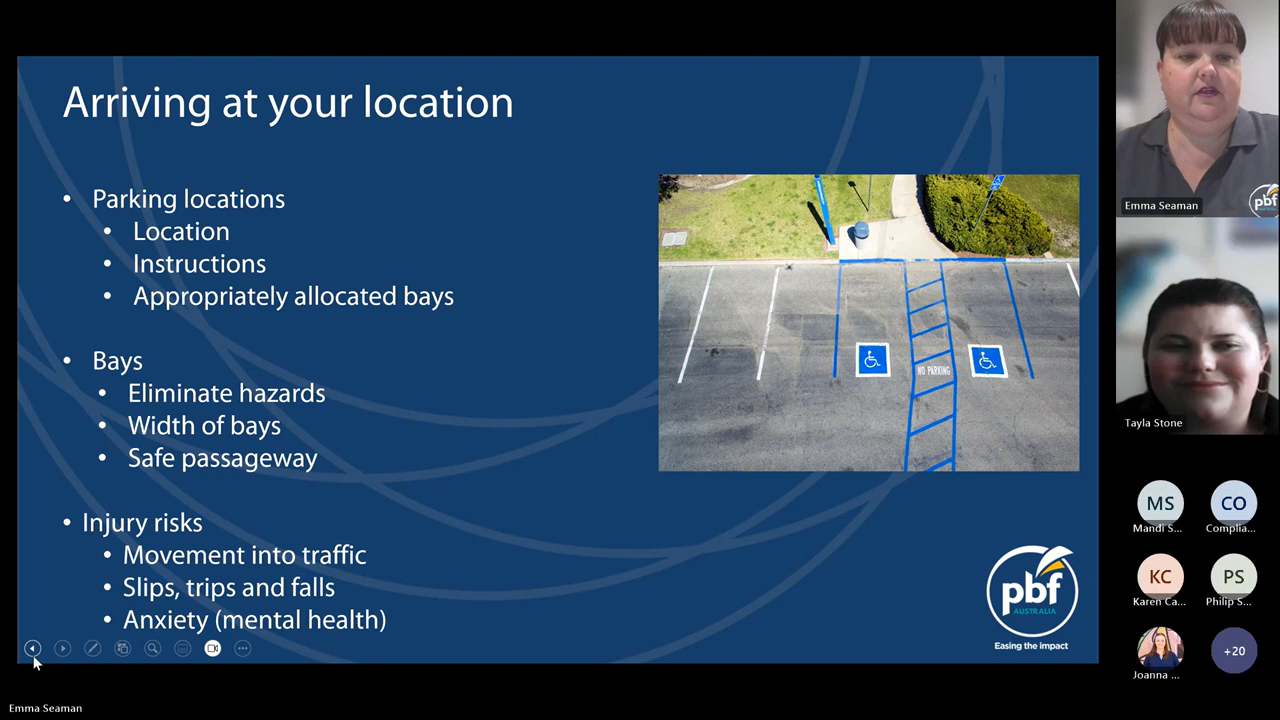 Arriving at your location
• Parking locations
• Location
• Instructions
• Appropriately allocated bays
• Bays
• Eliminate hazards
• Width of bays
• Safe passageway
• Injury risks
• Movement into traffic
• Slips, trips and falls
• Anxiety (mental health)
NO PARKING
pbf
AUSTRALIA
Easing the impact
Emma Seaman
pbf
Emma Seaman
Tayla Stone
MS
CO
Mandi S...
Complia...
KC
PS
Karen Ca...
Philip S...
Joanna ...
+20